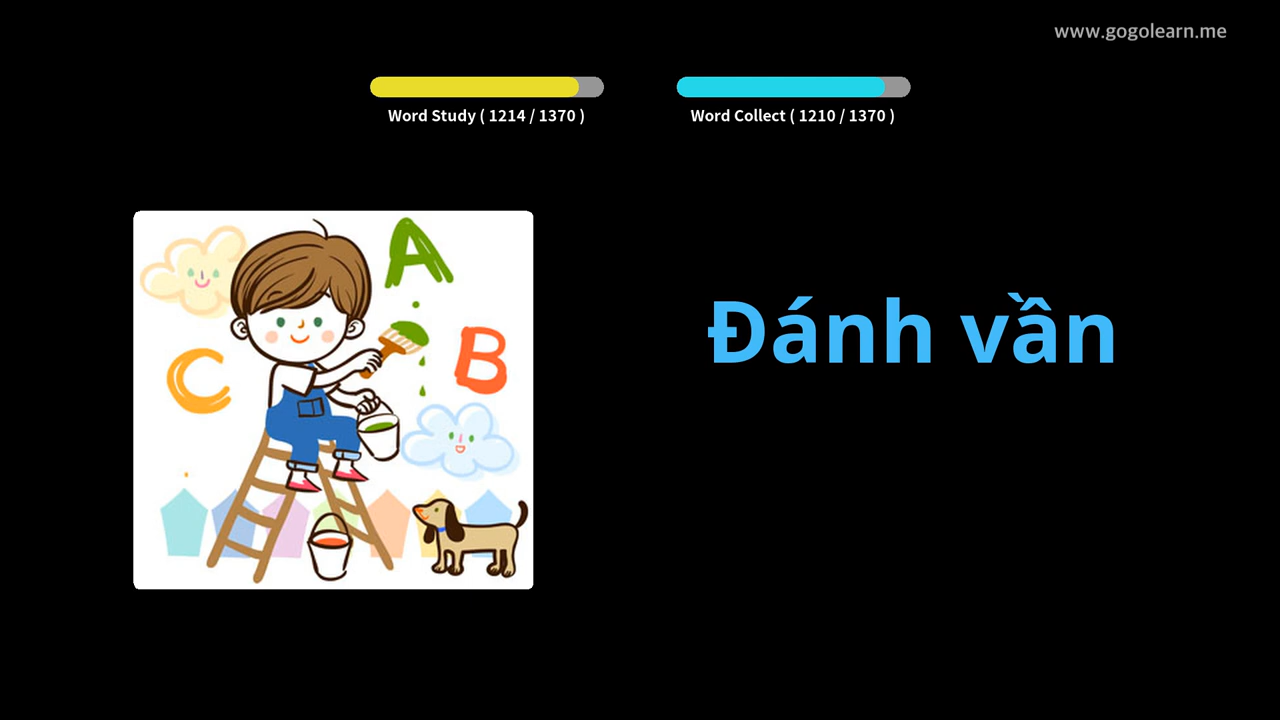 www.gogolearn.me
Word Study ( 1214 / 1370 )
Word Collect ( 1210 / 1370 )
A
B
C
Đánh vần